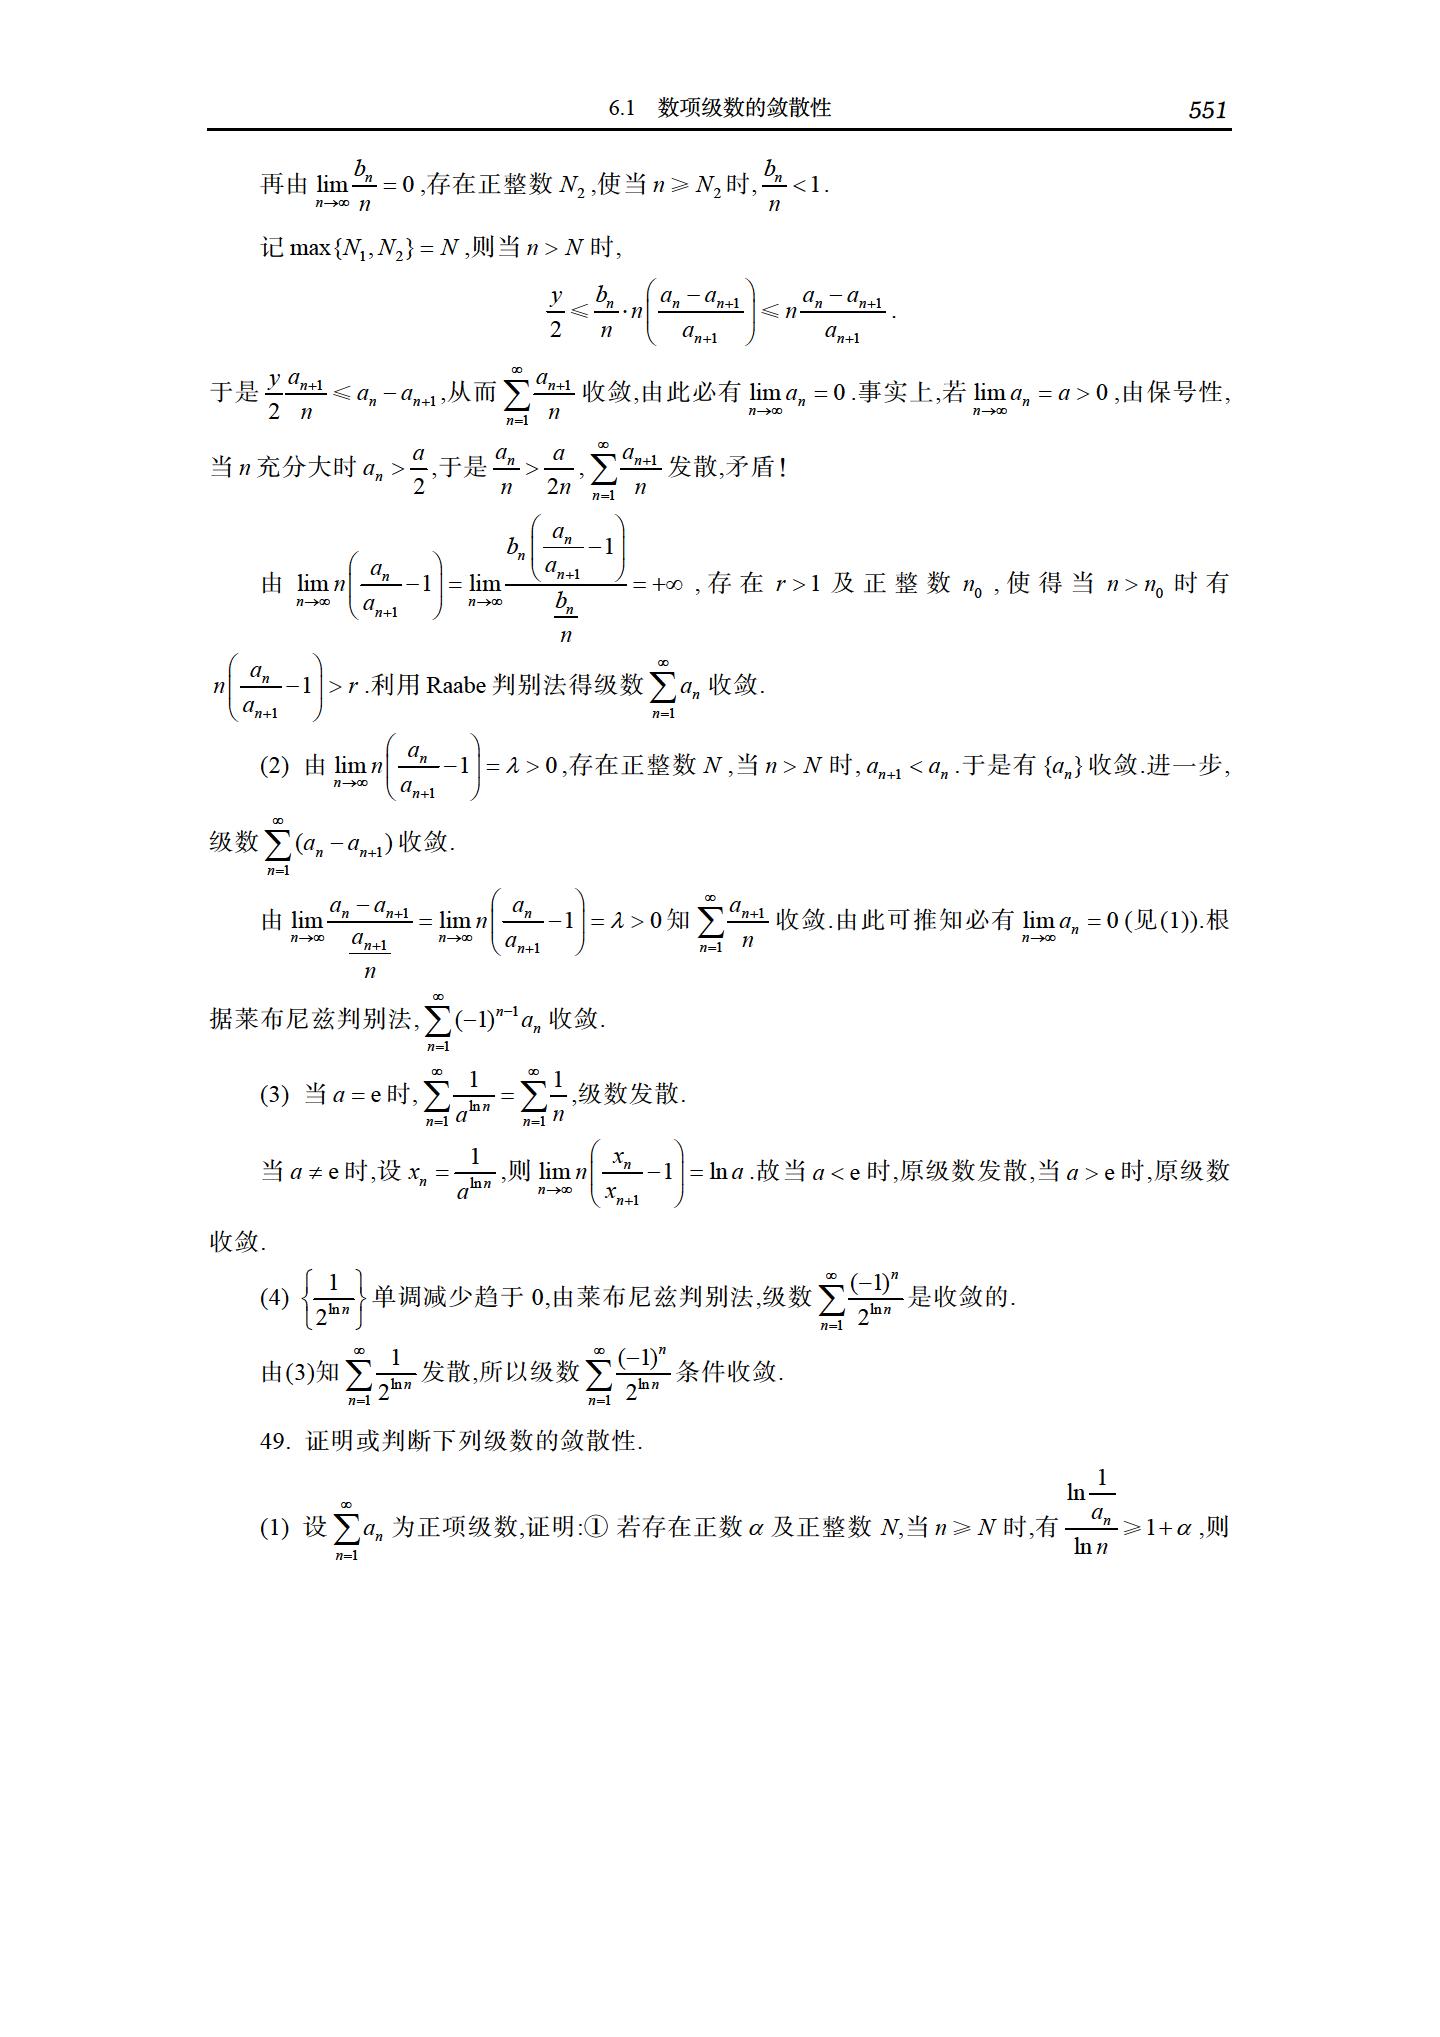 6.1 数项级数的敛散性 551
再由 $\lim_{n\to\infty}\frac{b_n}{n}=0$,存在正整数 $N_2$,使当 $n\geqslant N_2$ 时,$\frac{b_n}{n}<1$.
记 $\max\{N_1,N_2\}=N$,则当 $n>N$ 时,
$\frac{y}{2}\leqslant\frac{b_n}{n}\cdot n\left(\frac{a_n-a_{n+1}}{a_{n+1}}\right)\leqslant n\frac{a_n-a_{n+1}}{a_{n+1}}$.
于是 $\frac{y}{2}\frac{a_{n+1}}{n}\leqslant a_n-a_{n+1}$,从而 $\sum_{n=1}^{\infty}\frac{a_{n+1}}{n}$ 收敛,由此必有 $\lim_{n\to\infty}a_n=0$.事实上,若 $\lim_{n\to\infty}a_n=a>0$,由保号性,
当 $n$ 充分大时 $a_n>\frac{a}{2}$,于是 $\frac{a_n}{n}>\frac{a}{2n}$,$\sum_{n=1}^{\infty}\frac{a_{n+1}}{n}$ 发散,矛盾!
由 $\lim_{n\to\infty}n\left(\frac{a_n}{a_{n+1}}-1\right)=\lim_{n\to\infty}\frac{b_n\left(\frac{a_n}{a_{n+1}}-1\right)}{\frac{b_n}{n}}=+\infty$,存在 $r>1$ 及正整数 $n_0$,使得当 $n>n_0$ 时有
$n\left(\frac{a_n}{a_{n+1}}-1\right)>r$.利用 Raabe 判别法得级数 $\sum_{n=1}^{\infty}a_n$ 收敛.
(2) 由 $\lim_{n\to\infty}n\left(\frac{a_n}{a_{n+1}}-1\right)=\lambda>0$,存在正整数 $N$,当 $n>N$ 时,$a_{n+1}<a_n$.于是有 $\{a_n\}$ 收敛.进一步,
级数 $\sum_{n=1}^{\infty}(a_n-a_{n+1})$ 收敛.
由 $\lim_{n\to\infty}\frac{a_n-a_{n+1}}{\frac{a_{n+1}}{n}}=\lim_{n\to\infty}n\left(\frac{a_n}{a_{n+1}}-1\right)=\lambda>0$ 知 $\sum_{n=1}^{\infty}\frac{a_{n+1}}{n}$ 收敛.由此可推知必有 $\lim_{n\to\infty}a_n=0$ (见(1)).根
据莱布尼兹判别法,$\sum_{n=1}^{\infty}(-1)^{n-1}a_n$ 收敛.
(3) 当 $a=\mathrm{e}$ 时,$\sum_{n=1}^{\infty}\frac{1}{a^{\ln n}}=\sum_{n=1}^{\infty}\frac{1}{n}$,级数发散.
当 $a\neq\mathrm{e}$ 时,设 $x_n=\frac{1}{a^{\ln n}}$,则 $\lim_{n\to\infty}n\left(\frac{x_n}{x_{n+1}}-1\right)=\ln a$.故当 $a<\mathrm{e}$ 时,原级数发散,当 $a>\mathrm{e}$ 时,原级数
收敛.
(4) $\left\{\frac{1}{2^{\ln n}}\right\}$ 单调减少趋于 0,由莱布尼兹判别法,级数 $\sum_{n=1}^{\infty}\frac{(-1)^n}{2^{\ln n}}$ 是收敛的.
由(3)知 $\sum_{n=1}^{\infty}\frac{1}{2^{\ln n}}$ 发散,所以级数 $\sum_{n=1}^{\infty}\frac{(-1)^n}{2^{\ln n}}$ 条件收敛.
49. 证明或判断下列级数的敛散性.
(1) 设 $\sum_{n=1}^{\infty}a_n$ 为正项级数,证明:① 若存在正数 $\alpha$ 及正整数 $N$,当 $n\geqslant N$ 时,有 $\frac{\ln\frac{1}{a_n}}{\ln n}\geqslant 1+\alpha$,则